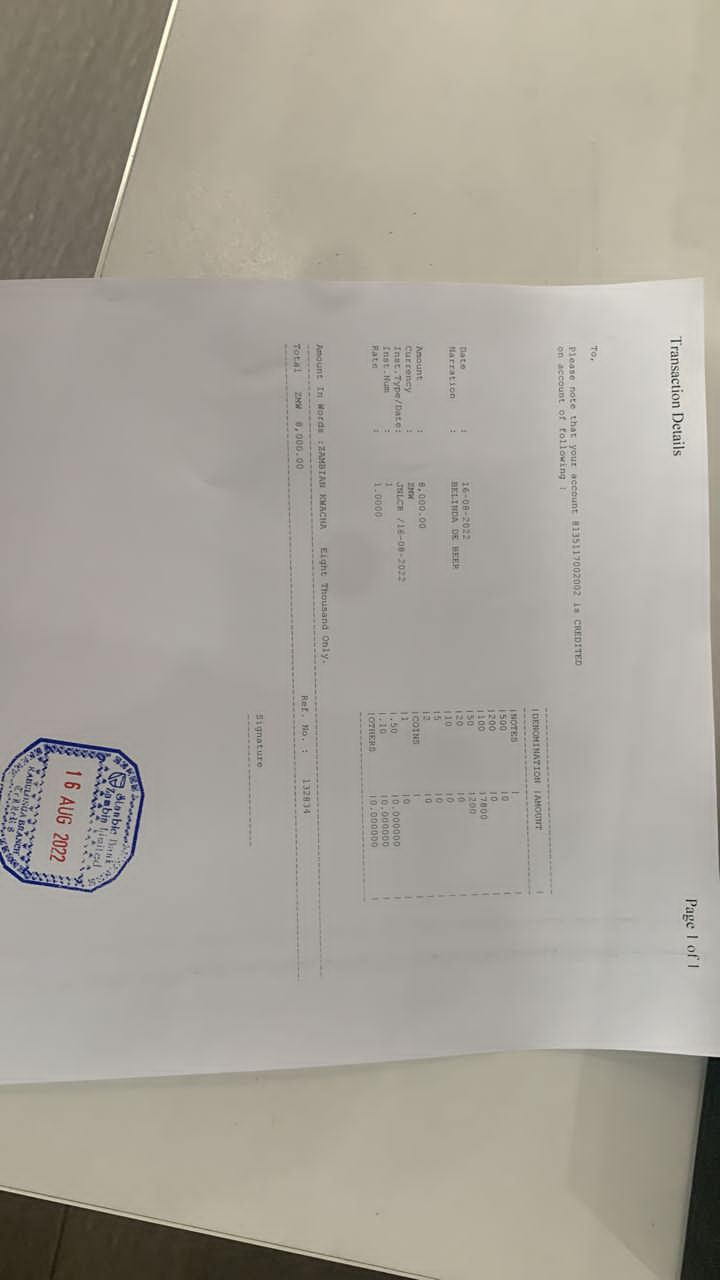 Transaction Details
Page 1 of 1
To,
Please note that your account 8135117002002 is CREDITED
on account of following :
|DENOMINATION |AMOUNT |
|NOTES | |
|500 |0 |
|200 |0 |
|100 |7800 |
|50 |200 |
|20 |0 |
|10 |0 |
|5 |0 |
|2 |0 |
|COINS | |
|1 |0 |
|.50 |0.000000 |
|.10 |0.000000 |
|OTHERS |0.000000 |
Date : 16-08-2022
Narration : BELINDA DE BEER
Amount : 8,000.00
Currency : ZMW
Inst.Type/Date: JNLCR /16-08-2022
Inst.Num : 1
Rate : 1.0000
Amount In Words :ZAMBIAN KWACHA Eight Thousand Only.
Ref. No. : 132834
Total ZMW 8,000.00
Signature
Stanbic Bank
Zambia Limited
16 AUG 2022
KABULONGA BRANCH